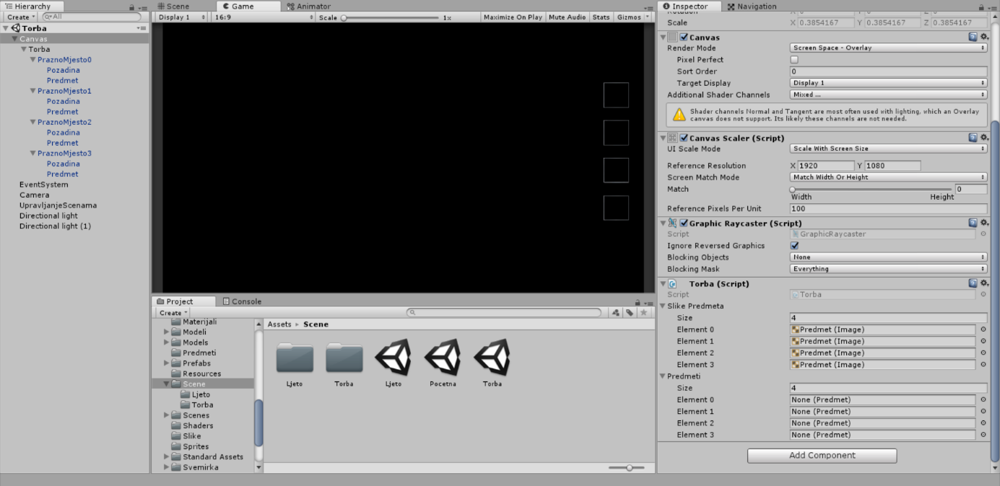 Hierarchy
Create
All
Torba
Canvas
Torba
PraznoMjesto0
Pozadina
Predmet
PraznoMjesto1
Pozadina
Predmet
PraznoMjesto2
Pozadina
Predmet
PraznoMjesto3
Pozadina
Predmet
EventSystem
Camera
UpravljanjeScenama
Directional light
Directional light (1)
Scene Game Animator
Display 1 16:9 Scale 1x Maximize On Play Mute Audio Stats Gizmos
Project Console
Create
Materijali
Modeli
Models
Predmeti
Prefabs
Resources
Scene
Ljeto
Torba
Scenes
Shaders
Slike
Sprites
Standard Assets
Svemirka
Assets Scene
Ljeto Torba Ljeto Pocetna Torba
Inspector Navigation
Rotation X 0 Y 0 Z 0
Scale X 0.3854167 Y 0.3854167 Z 0.3854167
Canvas
Render Mode Screen Space - Overlay
Pixel Perfect
Sort Order 0
Target Display Display 1
Additional Shader Channels Mixed ...
Shader channels Normal and Tangent are most often used with lighting, which an Overlay
canvas does not support. Its likely these channels are not needed.
Canvas Scaler (Script)
UI Scale Mode Scale With Screen Size
Reference Resolution X 1920 Y 1080
Screen Match Mode Match Width Or Height
Match 0
Width Height
Reference Pixels Per Unit 100
Graphic Raycaster (Script)
Script GraphicRaycaster
Ignore Reversed Graphics
Blocking Objects None
Blocking Mask Everything
Torba (Script)
Script Torba
Slike Predmeta
Size 4
Element 0 Predmet (Image)
Element 1 Predmet (Image)
Element 2 Predmet (Image)
Element 3 Predmet (Image)
Predmeti
Size 4
Element 0 None (Predmet)
Element 1 None (Predmet)
Element 2 None (Predmet)
Element 3 None (Predmet)
Add Component